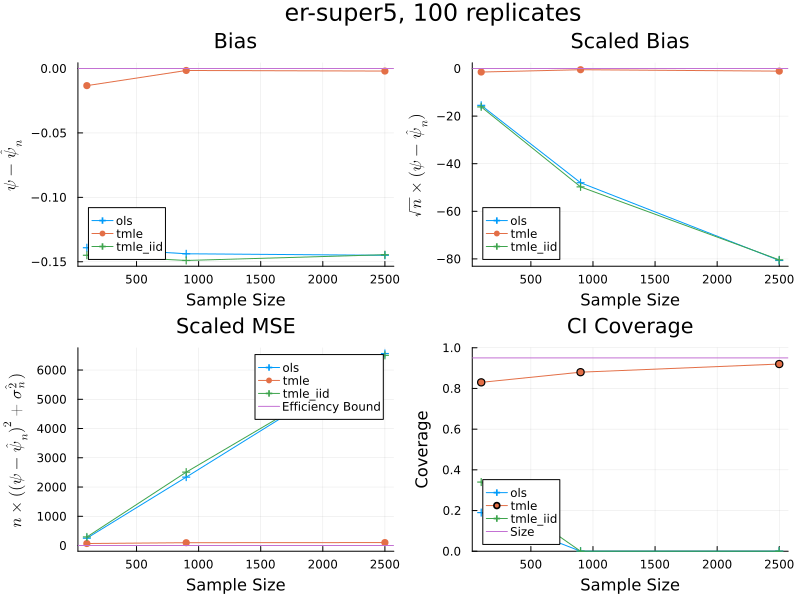 er-super5, 100 replicates
Bias
Scaled Bias
0.00
−0.05
−0.10
−0.15
ψ − ψ̂ₙ
ols
tmle
tmle_iid
500
1000
1500
2000
2500
Sample Size
0
−20
−40
−60
−80
√n × (ψ − ψ̂ₙ)
ols
tmle
tmle_iid
500
1000
1500
2000
2500
Sample Size
Scaled MSE
CI Coverage
6000
5000
4000
3000
2000
1000
0
n × ((ψ − ψ̂ₙ)² + σₙ²)
ols
tmle
tmle_iid
Efficiency Bound
500
1000
1500
2000
2500
Sample Size
1.0
0.8
0.6
0.4
0.2
0.0
Coverage
ols
tmle
tmle_iid
Size
500
1000
1500
2000
2500
Sample Size